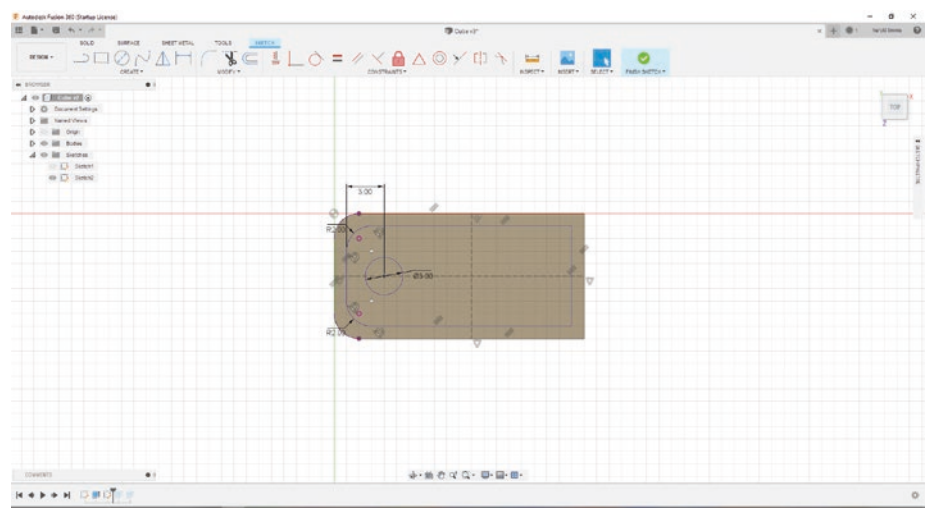 Autodesk Fusion 360 (Startup License)
Cube v3*
SOLID SURFACE SHEET METAL TOOLS SKETCH
DESIGN
CREATE MODIFY CONSTRAINTS INSPECT INSERT SELECT FINISH SKETCH
BROWSER
Document Settings
Named Views
Origin
Bodies
Sketches
Sketch1
Sketch2
TOP
X
Z
3.00
R2.00
Ø3.00
R2.00
COMMENTS